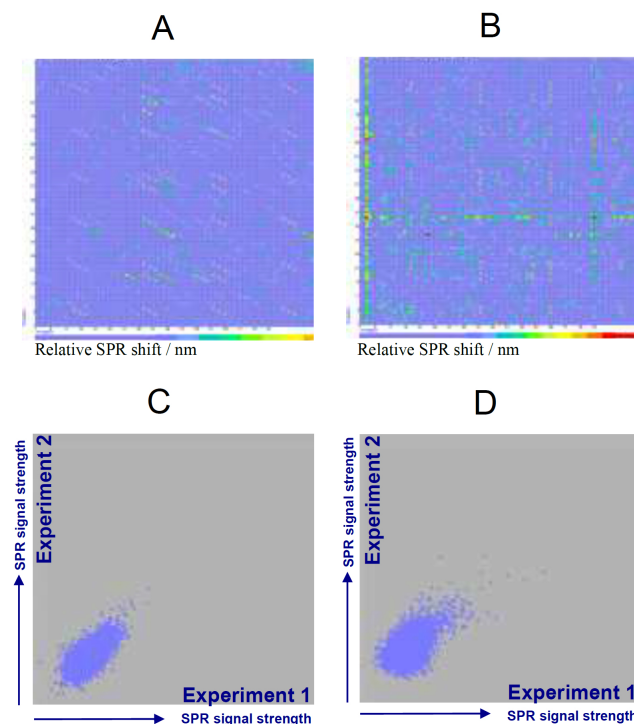 A
B
Relative SPR shift / nm
Relative SPR shift / nm
C
D
SPR signal strength
Experiment 2
Experiment 1
SPR signal strength
SPR signal strength
Experiment 2
Experiment 1
SPR signal strength